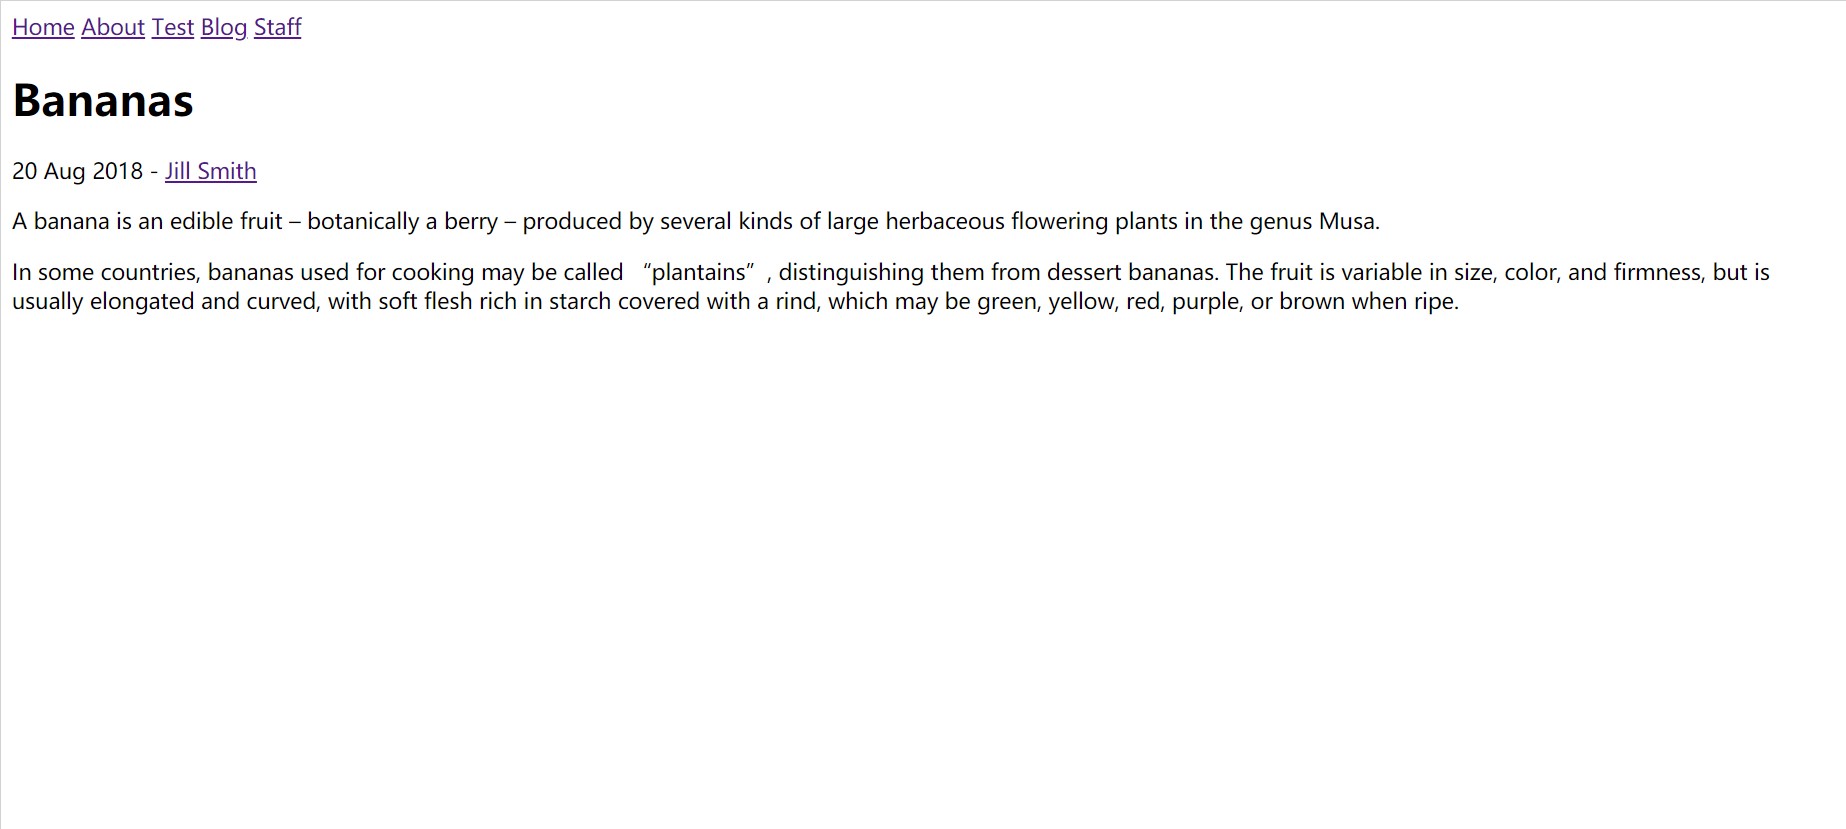 Home About Test Blog Staff
Bananas
20 Aug 2018 - Jill Smith
A banana is an edible fruit – botanically a berry – produced by several kinds of large herbaceous flowering plants in the genus Musa.
In some countries, bananas used for cooking may be called “plantains”, distinguishing them from dessert bananas. The fruit is variable in size, color, and firmness, but is
usually elongated and curved, with soft flesh rich in starch covered with a rind, which may be green, yellow, red, purple, or brown when ripe.